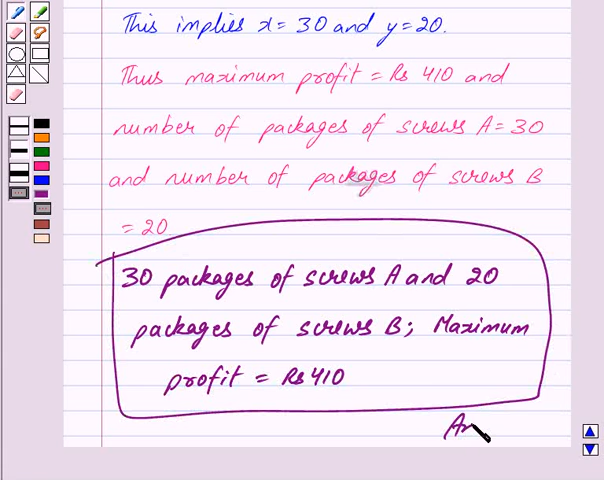 This implies x = 30 and y = 20.
Thus maximum profit = Rs 410 and
number of packages of screws A = 30
and number of packages of screws B
= 20
30 packages of screws A and 20
packages of screws B; Maximum
profit = Rs 410